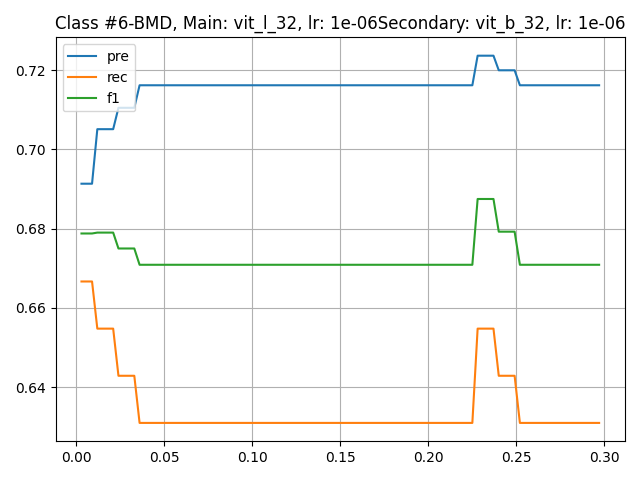 Class #6-BMD, Main: vit_l_32, lr: 1e-06Secondary: vit_b_32, lr: 1e-06
pre
rec
f1
0.72
0.70
0.68
0.66
0.64
0.00 0.05 0.10 0.15 0.20 0.25 0.30